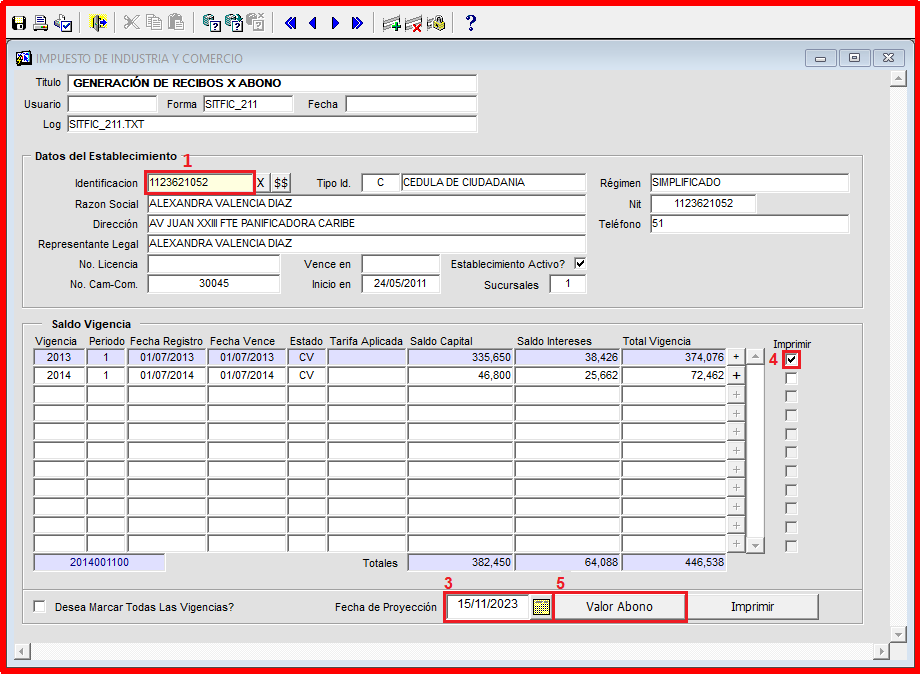 IMPUESTO DE INDUSTRIA Y COMERCIO
Titulo GENERACIÓN DE RECIBOS X ABONO
Usuario Forma SITFIC_211 Fecha
Log SITFIC_211.TXT
Datos del Establecimiento 1
Identificacion 1123621052 X $$ Tipo Id. C CEDULA DE CIUDADANIA Régimen SIMPLIFICADO
Razon Social ALEXANDRA VALENCIA DIAZ Nit 1123621052
Dirección AV JUAN XXIII FTE PANIFICADORA CARIBE Teléfono 51
Representante Legal ALEXANDRA VALENCIA DIAZ
No. Licencia Vence en Establecimiento Activo?
No. Cam-Com. 30045 Inicio en 24/05/2011 Sucursales 1
Saldo Vigencia
Vigencia Periodo Fecha Registro Fecha Vence Estado Tarifa Aplicada Saldo Capital Saldo Intereses Total Vigencia Imprimir
2013 1 01/07/2013 01/07/2013 CV 335,650 38,426 374,076 + 4
2014 1 01/07/2014 01/07/2014 CV 46,800 25,662 72,462 +
+
+
+
+
+
+
+
+
+
2014001100 Totales 382,450 64,088 446,538
3 5
Desea Marcar Todas Las Vigencias? Fecha de Proyección 15/11/2023 Valor Abono Imprimir